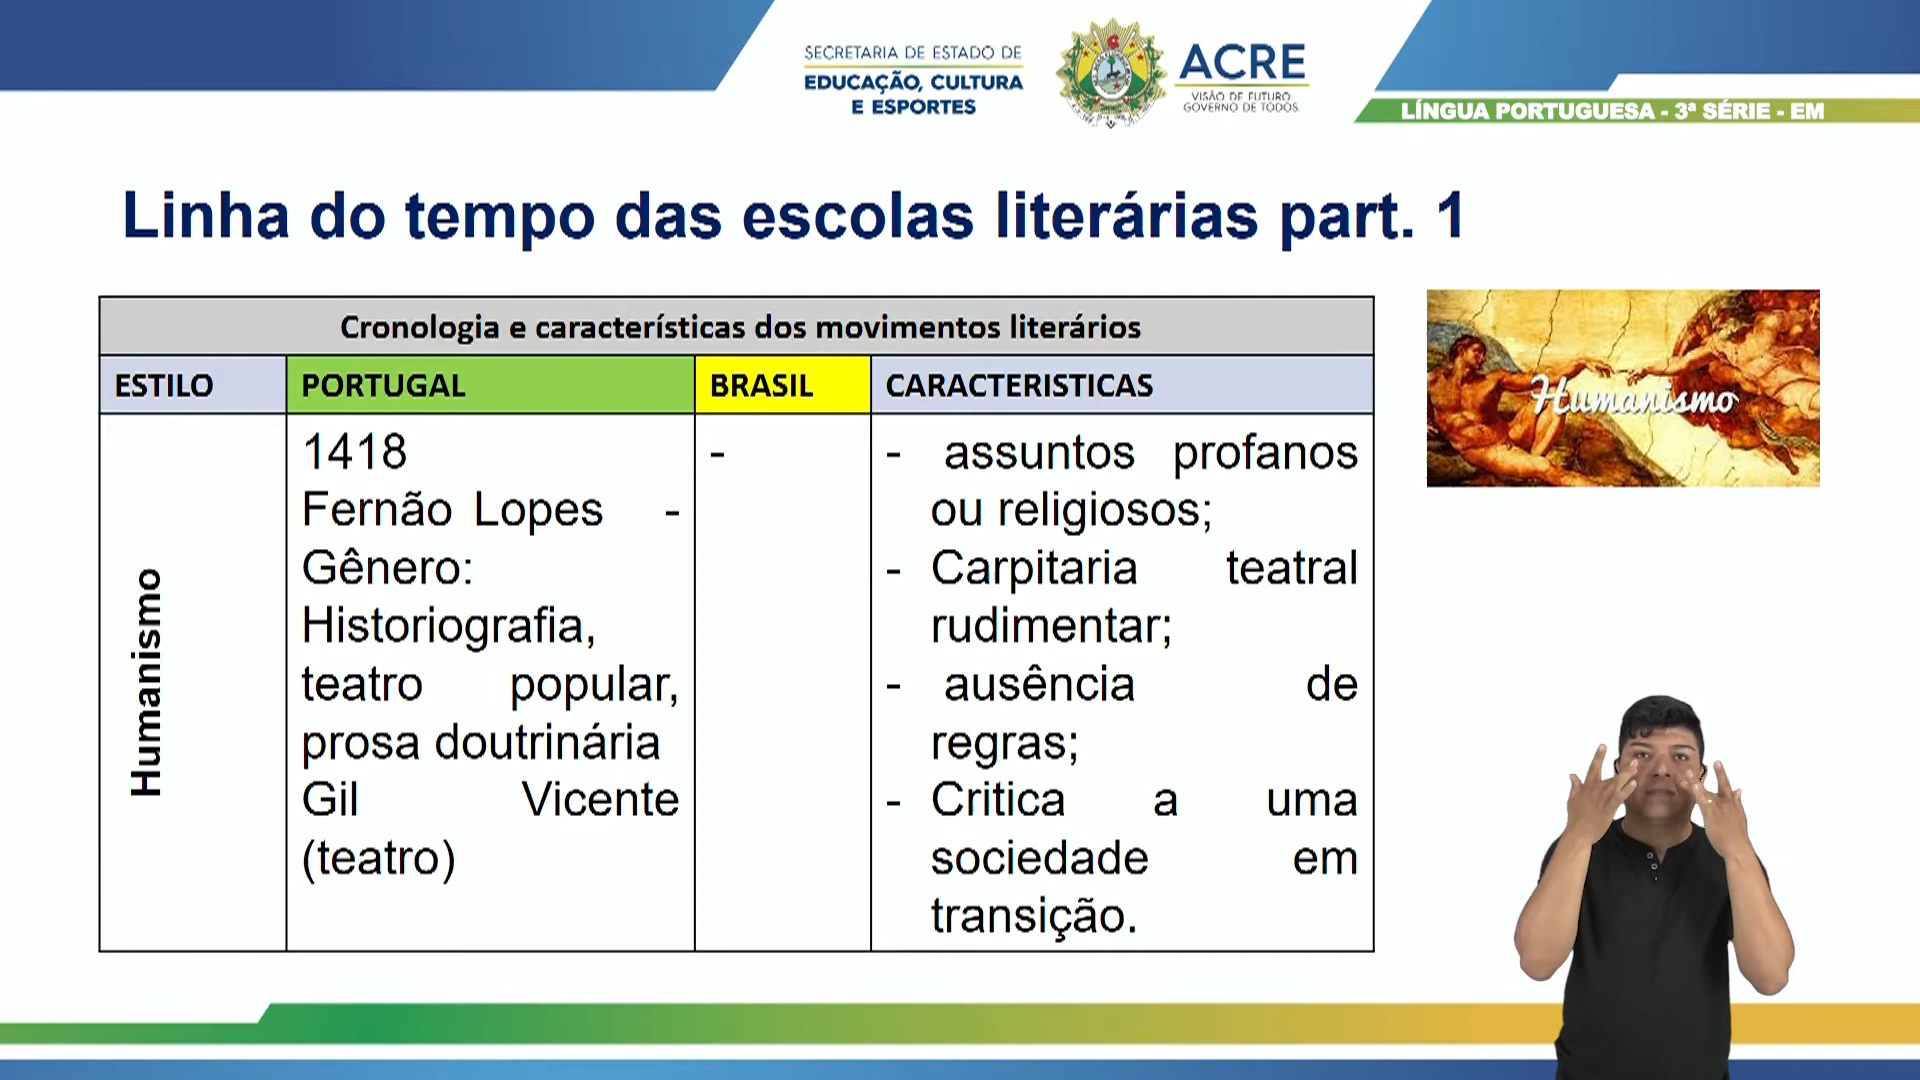 SECRETARIA DE ESTADO DE
EDUCAÇÃO, CULTURA
E ESPORTES
ACRE
VISÃO DE FUTURO
GOVERNO DE TODOS
LÍNGUA PORTUGUESA - 3ª SÉRIE - EM
Linha do tempo das escolas literárias part. 1
Cronologia e características dos movimentos literários
ESTILO
PORTUGAL
BRASIL
CARACTERISTICAS
Humanismo
1418
Fernão Lopes -
Gênero:
Historiografia,
teatro popular,
prosa doutrinária
Gil Vicente
(teatro)
-
- assuntos profanos
ou religiosos;
- Carpitaria teatral
rudimentar;
- ausência de
regras;
- Critica a uma
sociedade em
transição.
Humanismo